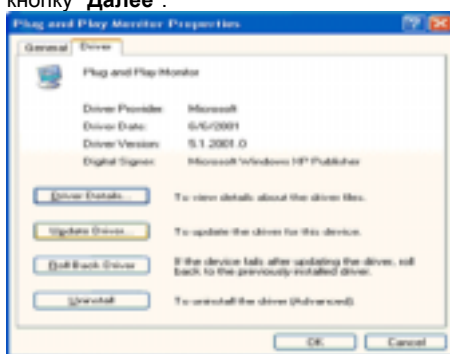 кнопку "Далее".
Plug and Play Monitor Properties
General Driver
Plug and Play Monitor
Driver Provider: Microsoft
Driver Date: 6/6/2001
Driver Version: 5.1.2001.0
Digital Signer: Microsoft Windows XP Publisher
Driver Details... To view details about the driver files.
Update Driver... To update the driver for this device.
Roll Back Driver If the device fails after updating the driver, roll
back to the previously installed driver.
Uninstall To uninstall the driver (Advanced).
OK Cancel